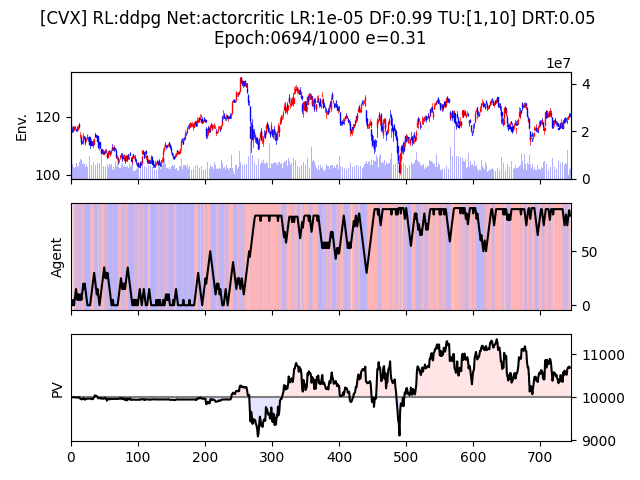 [CVX] RL:ddpg Net:actorcritic LR:1e-05 DF:0.99 TU:[1,10] DRT:0.05
Epoch:0694/1000 e=0.31
1e7
Env.
120
100
4
2
0
Agent
50
0
PV
11000
10000
9000
0 100 200 300 400 500 600 700